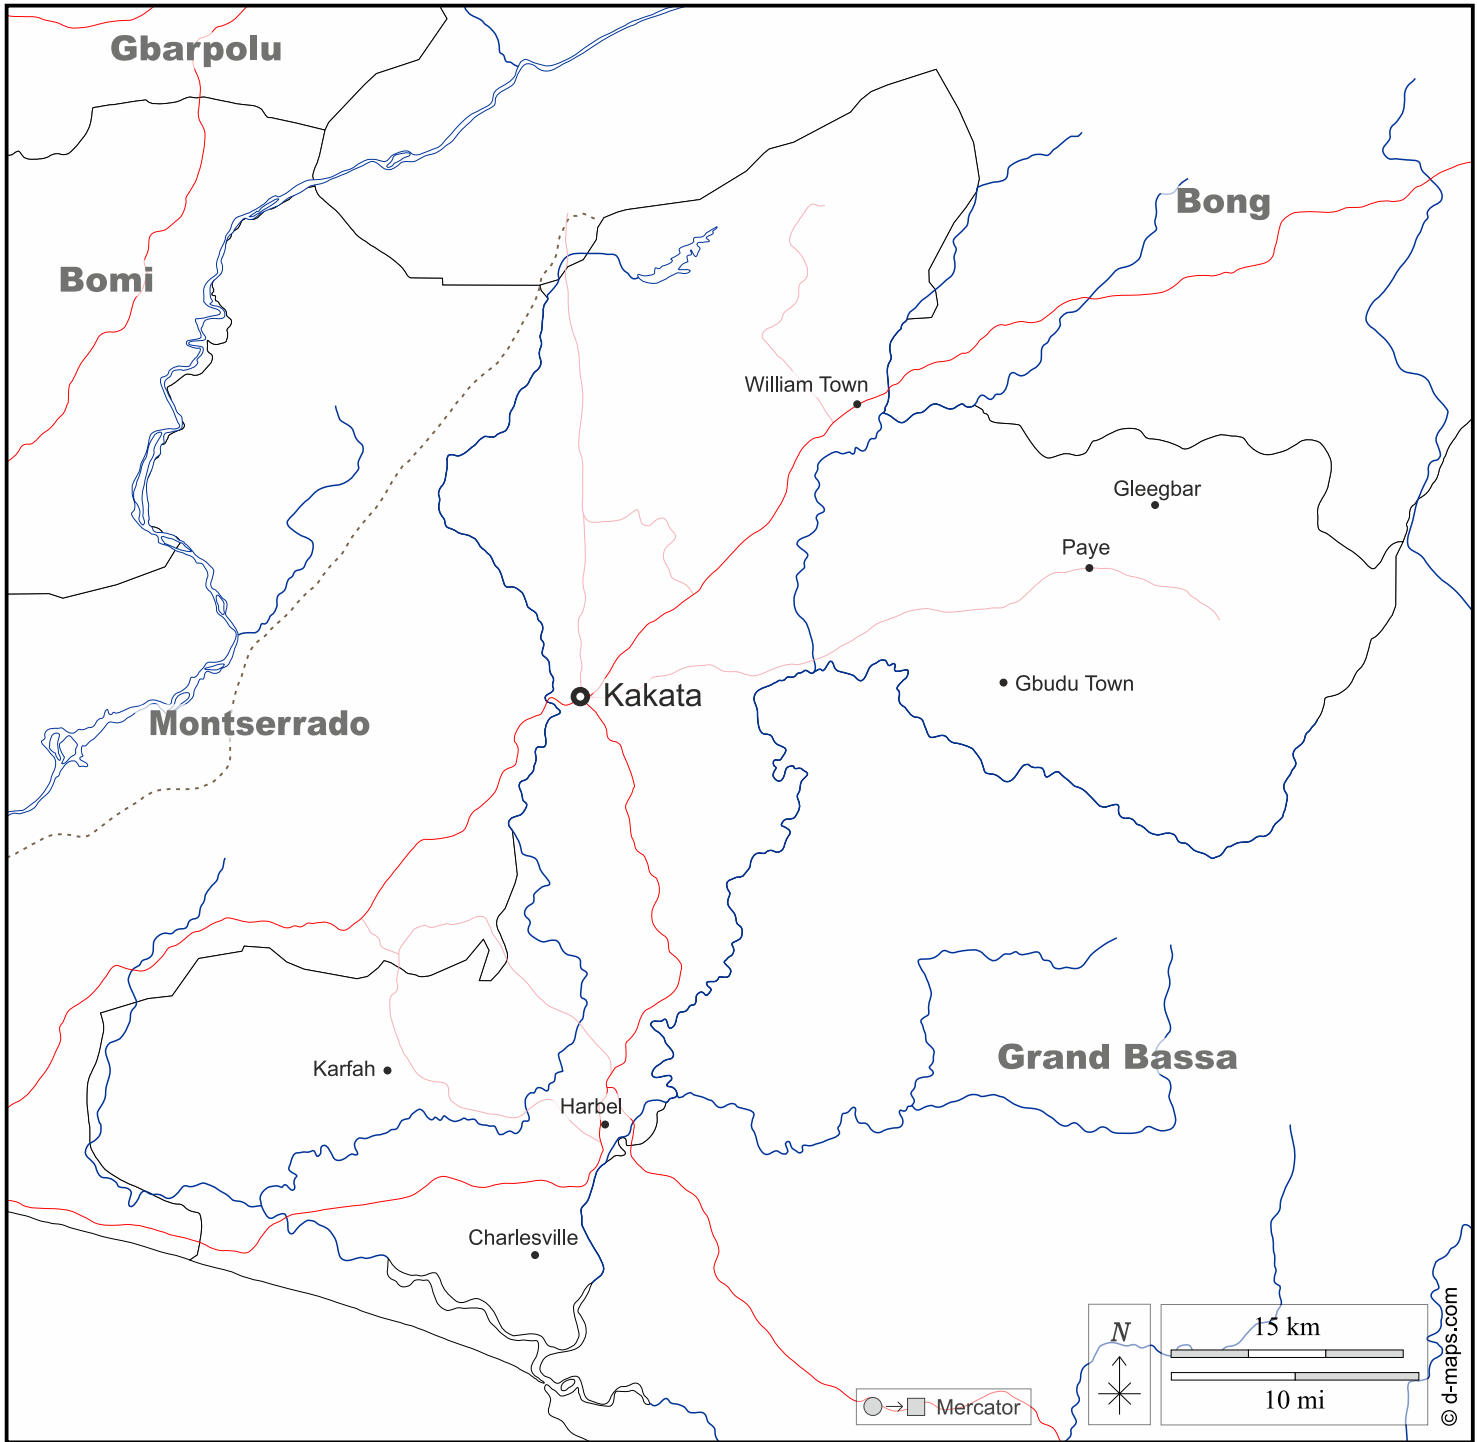 Gbarpolu
Bong
Bomi
William Town
Gleegbar
Paye
Gbudu Town
Kakata
Montserrado
Grand Bassa
Karfah
Harbel
Charlesville
N
15 km
10 mi
Mercator
© d-maps.com